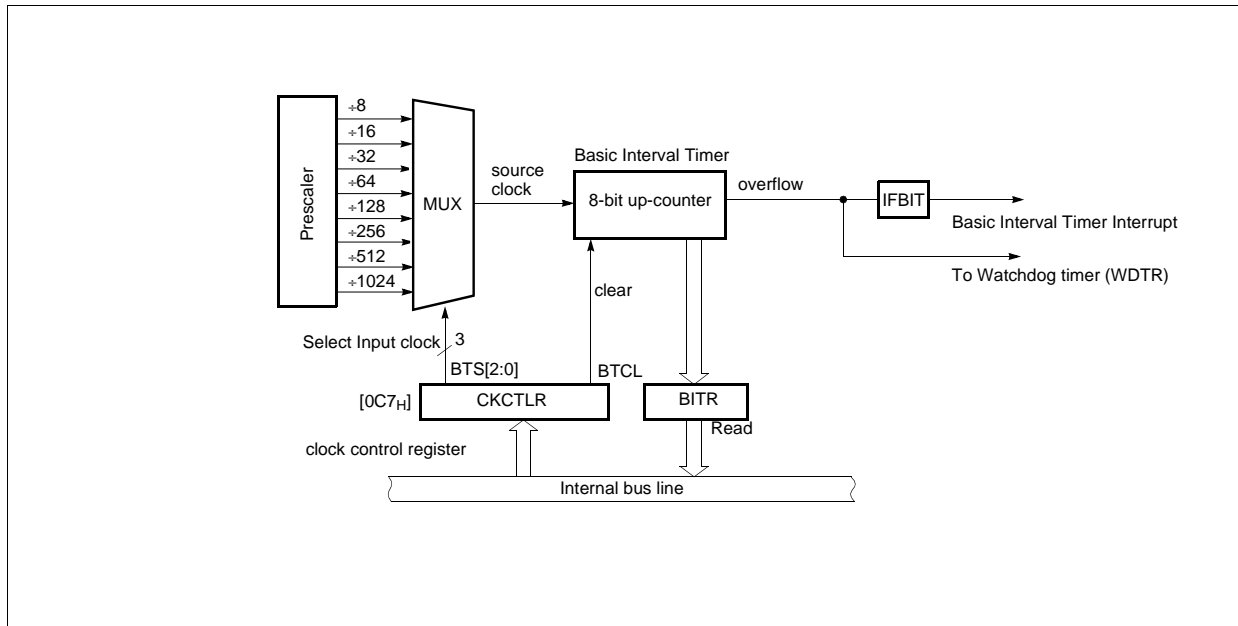 ÷8
÷16
÷32
÷64
÷128
÷256
÷512
÷1024
Prescaler
MUX
source
clock
Basic Interval Timer
8-bit up-counter
overflow
IFBIT
Basic Interval Timer Interrupt
To Watchdog timer (WDTR)
clear
Select Input clock
3
BTS[2:0]
BTCL
[0C7H]
CKCTLR
BITR
Read
clock control register
Internal bus line